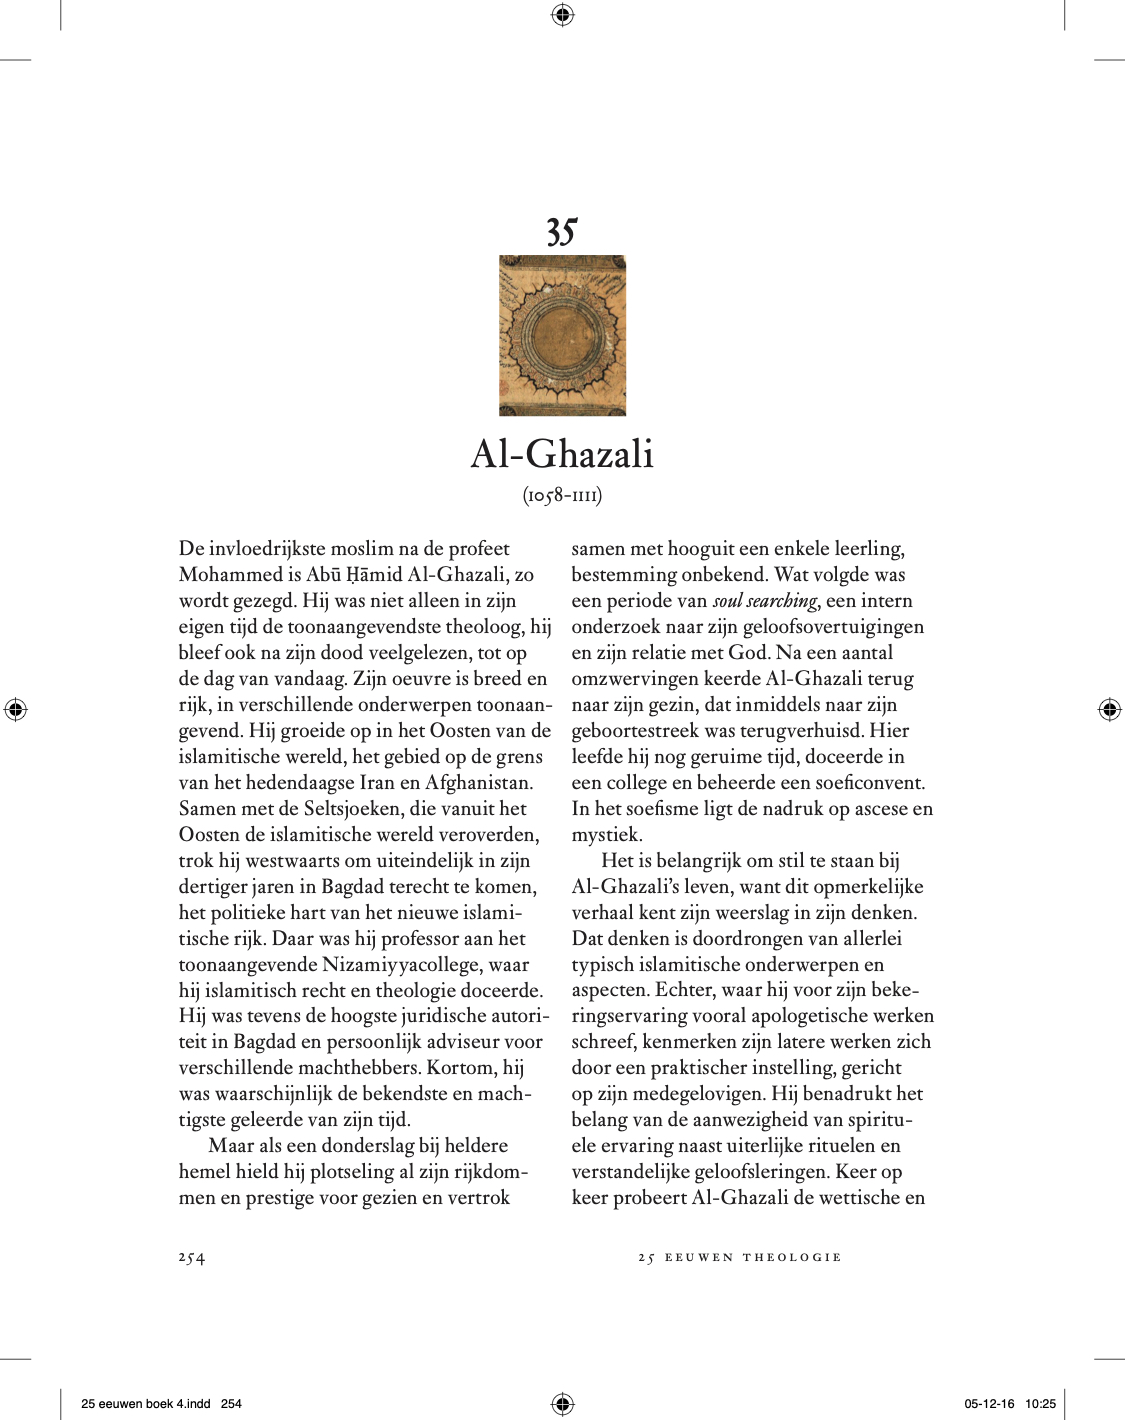 35
Al-Ghazali
(1058-1111)
De invloedrijkste moslim na de profeet
Mohammed is Abū Ḥāmid Al-Ghazali, zo
wordt gezegd. Hij was niet alleen in zijn
eigen tijd de toonaangevendste theoloog, hij
bleef ook na zijn dood veelgelezen, tot op
de dag van vandaag. Zijn oeuvre is breed en
rijk, in verschillende onderwerpen toonaan-
gevend. Hij groeide op in het Oosten van de
islamitische wereld, het gebied op de grens
van het hedendaagse Iran en Afghanistan.
Samen met de Seltsjoeken, die vanuit het
Oosten de islamitische wereld veroverden,
trok hij westwaarts om uiteindelijk in zijn
dertiger jaren in Bagdad terecht te komen,
het politieke hart van het nieuwe islami-
tische rijk. Daar was hij professor aan het
toonaangevende Nizamiyyacollege, waar
hij islamitisch recht en theologie doceerde.
Hij was tevens de hoogste juridische autori-
teit in Bagdad en persoonlijk adviseur voor
verschillende machthebbers. Kortom, hij
was waarschijnlijk de bekendste en mach-
tigste geleerde van zijn tijd.
Maar als een donderslag bij heldere
hemel hield hij plotseling al zijn rijkdom-
men en prestige voor gezien en vertrok
samen met hooguit een enkele leerling,
bestemming onbekend. Wat volgde was
een periode van soul searching, een intern
onderzoek naar zijn geloofsovertuigingen
en zijn relatie met God. Na een aantal
omzwervingen keerde Al-Ghazali terug
naar zijn gezin, dat inmiddels naar zijn
geboortestreek was terugverhuisd. Hier
leefde hij nog geruime tijd, doceerde in
een college en beheerde een soeficonvent.
In het soefisme ligt de nadruk op ascese en
mystiek.
Het is belangrijk om stil te staan bij
Al-Ghazali’s leven, want dit opmerkelijke
verhaal kent zijn weerslag in zijn denken.
Dat denken is doordrongen van allerlei
typisch islamitische onderwerpen en
aspecten. Echter, waar hij voor zijn beke-
ringservaring vooral apologetische werken
schreef, kenmerken zijn latere werken zich
door een praktischer instelling, gericht
op zijn medegelovigen. Hij benadrukt het
belang van de aanwezigheid van spiritu-
ele ervaring naast uiterlijke rituelen en
verstandelijke geloofsleringen. Keer op
keer probeert Al-Ghazali de wettische en
254
25 EEUWEN THEOLOGIE
25 eeuwen boek 4.indd 254
05-12-16 10:25